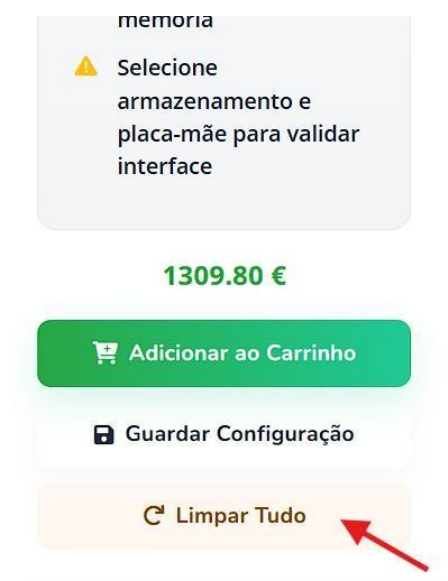 memória
Selecione
armazenamento e
placa-mãe para validar
interface
1309.80 €
Adicionar ao Carrinho
Guardar Configuração
Limpar Tudo